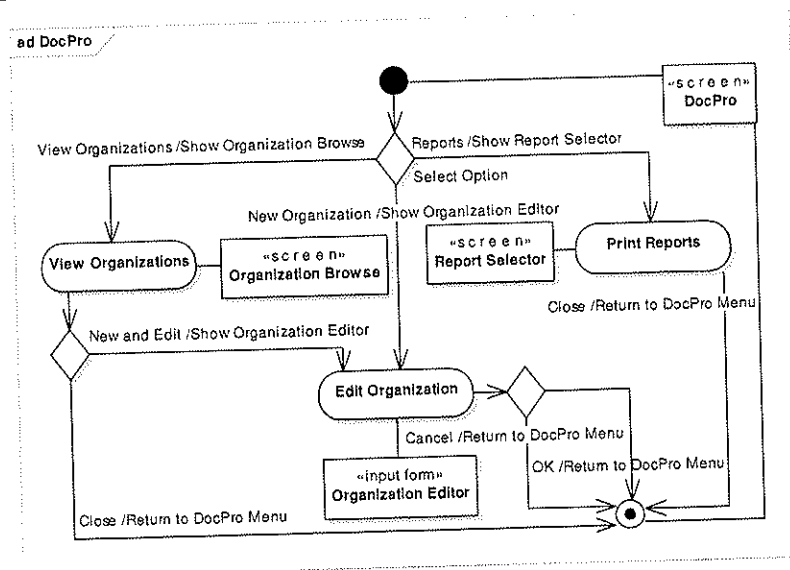 ad DocPro
«screen»
DocPro
View Organizations /Show Organization Browse
Reports /Show Report Selector
Select Option
New Organization /Show Organization Editor
View Organizations
«screen»
Organization Browse
«screen»
Report Selector
Print Reports
Close /Return to DocPro Menu
New and Edit /Show Organization Editor
Edit Organization
Cancel /Return to DocPro Menu
«input form»
Organization Editor
OK /Return to DocPro Menu
Close /Return to DocPro Menu